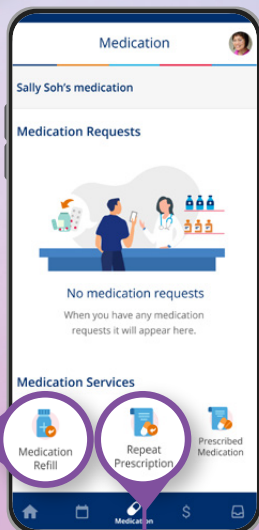 Medication
Sally Soh's medication
Medication Requests
No medication requests
When you have any medication
requests it will appear here.
Medication Services
Medication
Refill
Repeat
Prescription
Prescribed
Medication
$
Medication